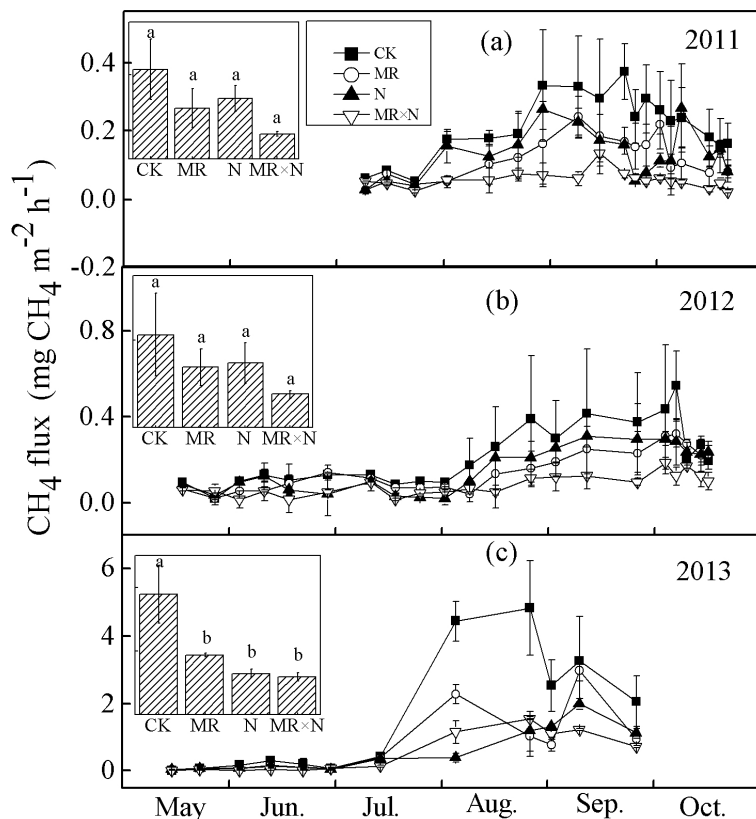 CH4 flux (mg CH4 m-2 h-1)
(a)
2011
CK
MR
N
MR×N
0.4
0.2
0.0
-0.2
a
a
a
a
CK MR N MR×N
(b)
2012
0.8
0.4
0.0
a
a
a
a
CK MR N MR×N
(c)
2013
6
4
2
0
a
b
b
b
CK MR N MR×N
May Jun. Jul. Aug. Sep. Oct.